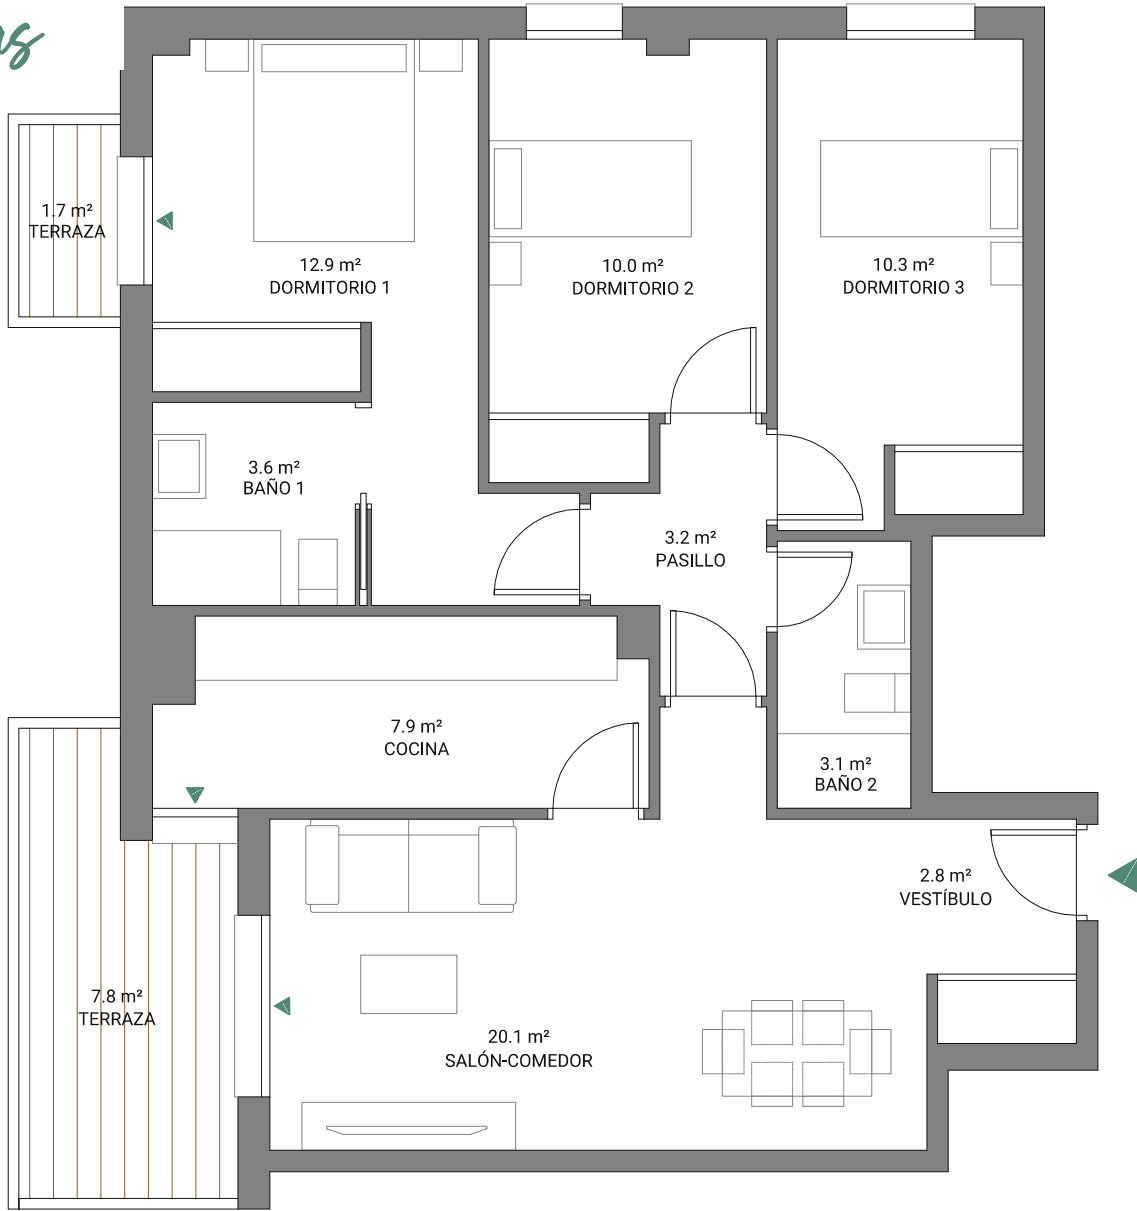 1.7 m²
TERRAZA
12.9 m²
DORMITORIO 1
10.0 m²
DORMITORIO 2
10.3 m²
DORMITORIO 3
3.6 m²
BAÑO 1
3.2 m²
PASILLO
7.9 m²
COCINA
3.1 m²
BAÑO 2
2.8 m²
VESTÍBULO
7.8 m²
TERRAZA
20.1 m²
SALÓN-COMEDOR